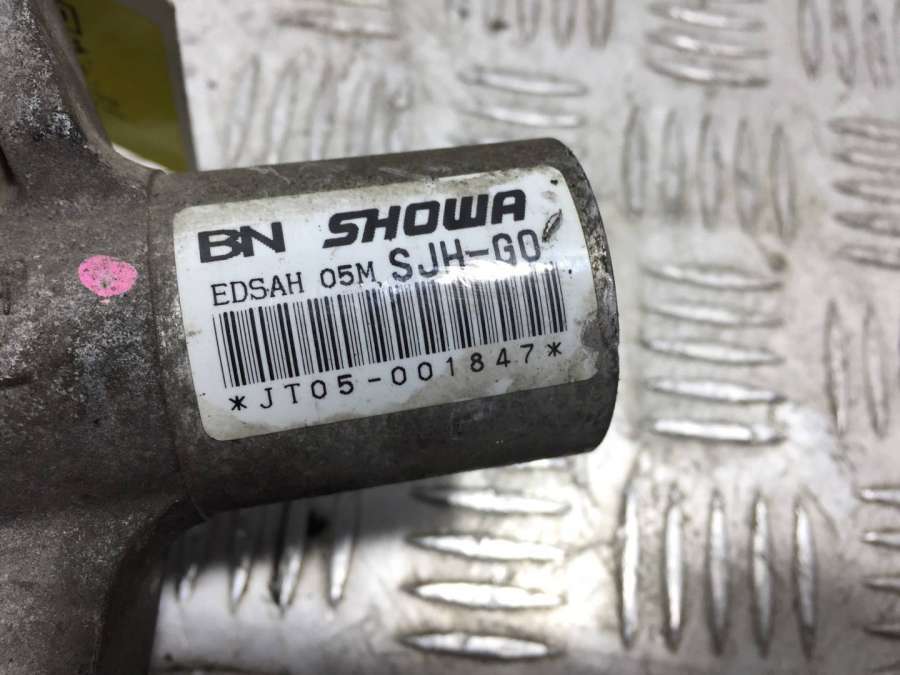 BN SHOWA
EDSAH 05M SJH-G0
*JT05-001847*